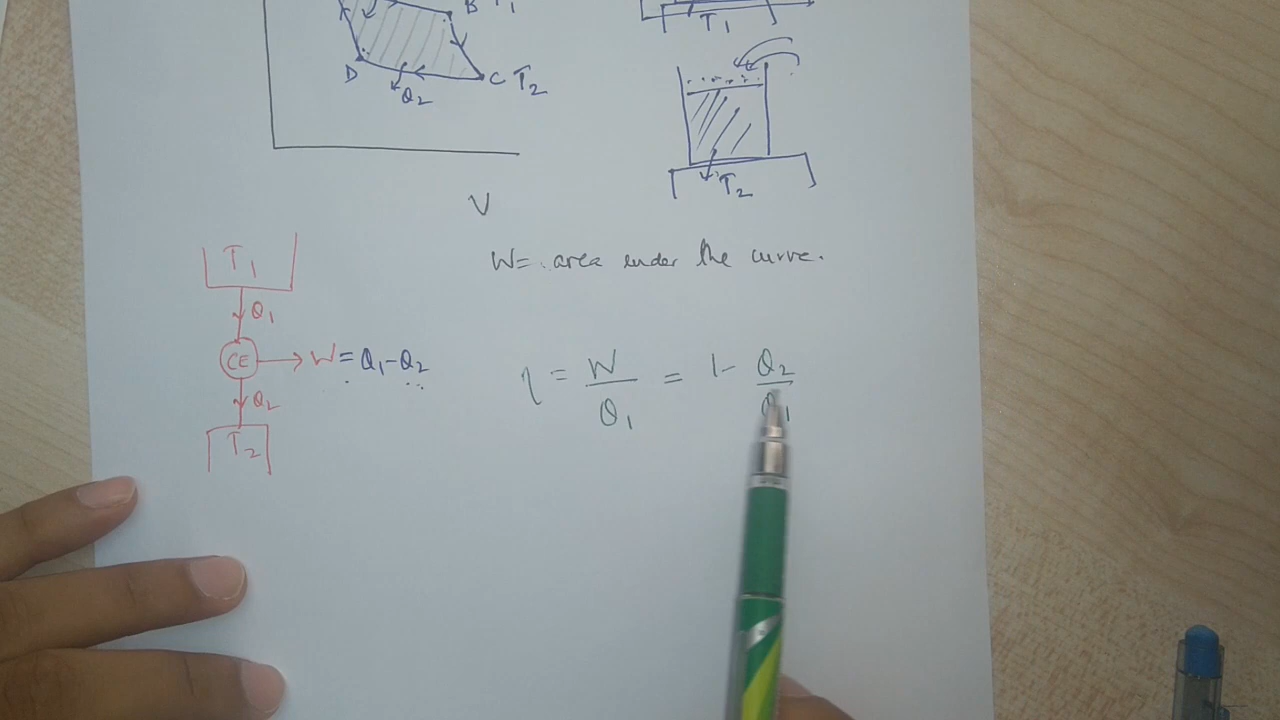 B T₁
D
C T₂
Q₂
V
T₁
T₂
W= area under the curve.
T₁
Q₁
CE
W = Q₁-Q₂
Q₂
T₂
η = W/Q₁ = 1- Q₂/Q₁